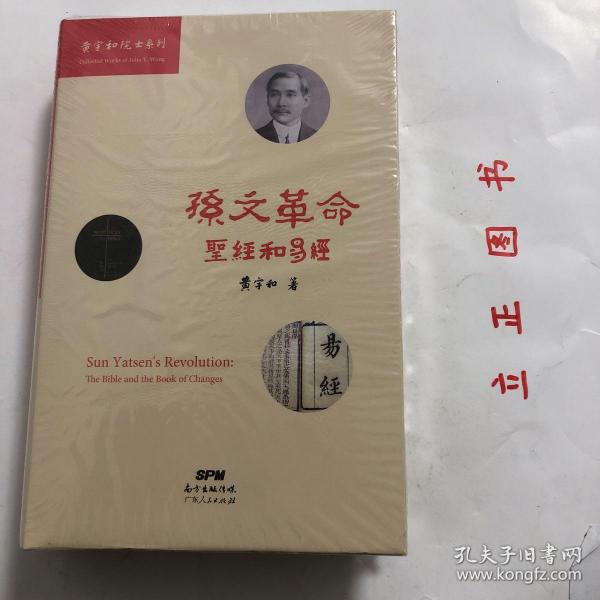 黄宇和院士系列
Collected Works of John Y. Wong
孫文革命
聖經和易經
黄宇和 著
Sun Yatsen's Revolution:
The Bible and the Book of Changes
易經
SPM
南方出版传媒
广东人民出版社
立正图书
孔夫子旧书网
www.kongfz.com